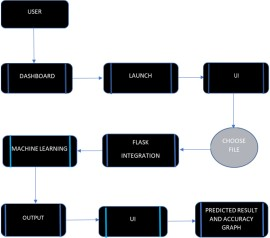 USER
DASHBOARD
LAUNCH
UI
CHOOSE
FILE
FLASK
INTEGRATION
MACHINE LEARNING
OUTPUT
UI
PREDICTED RESULT
AND ACCURACY
GRAPH